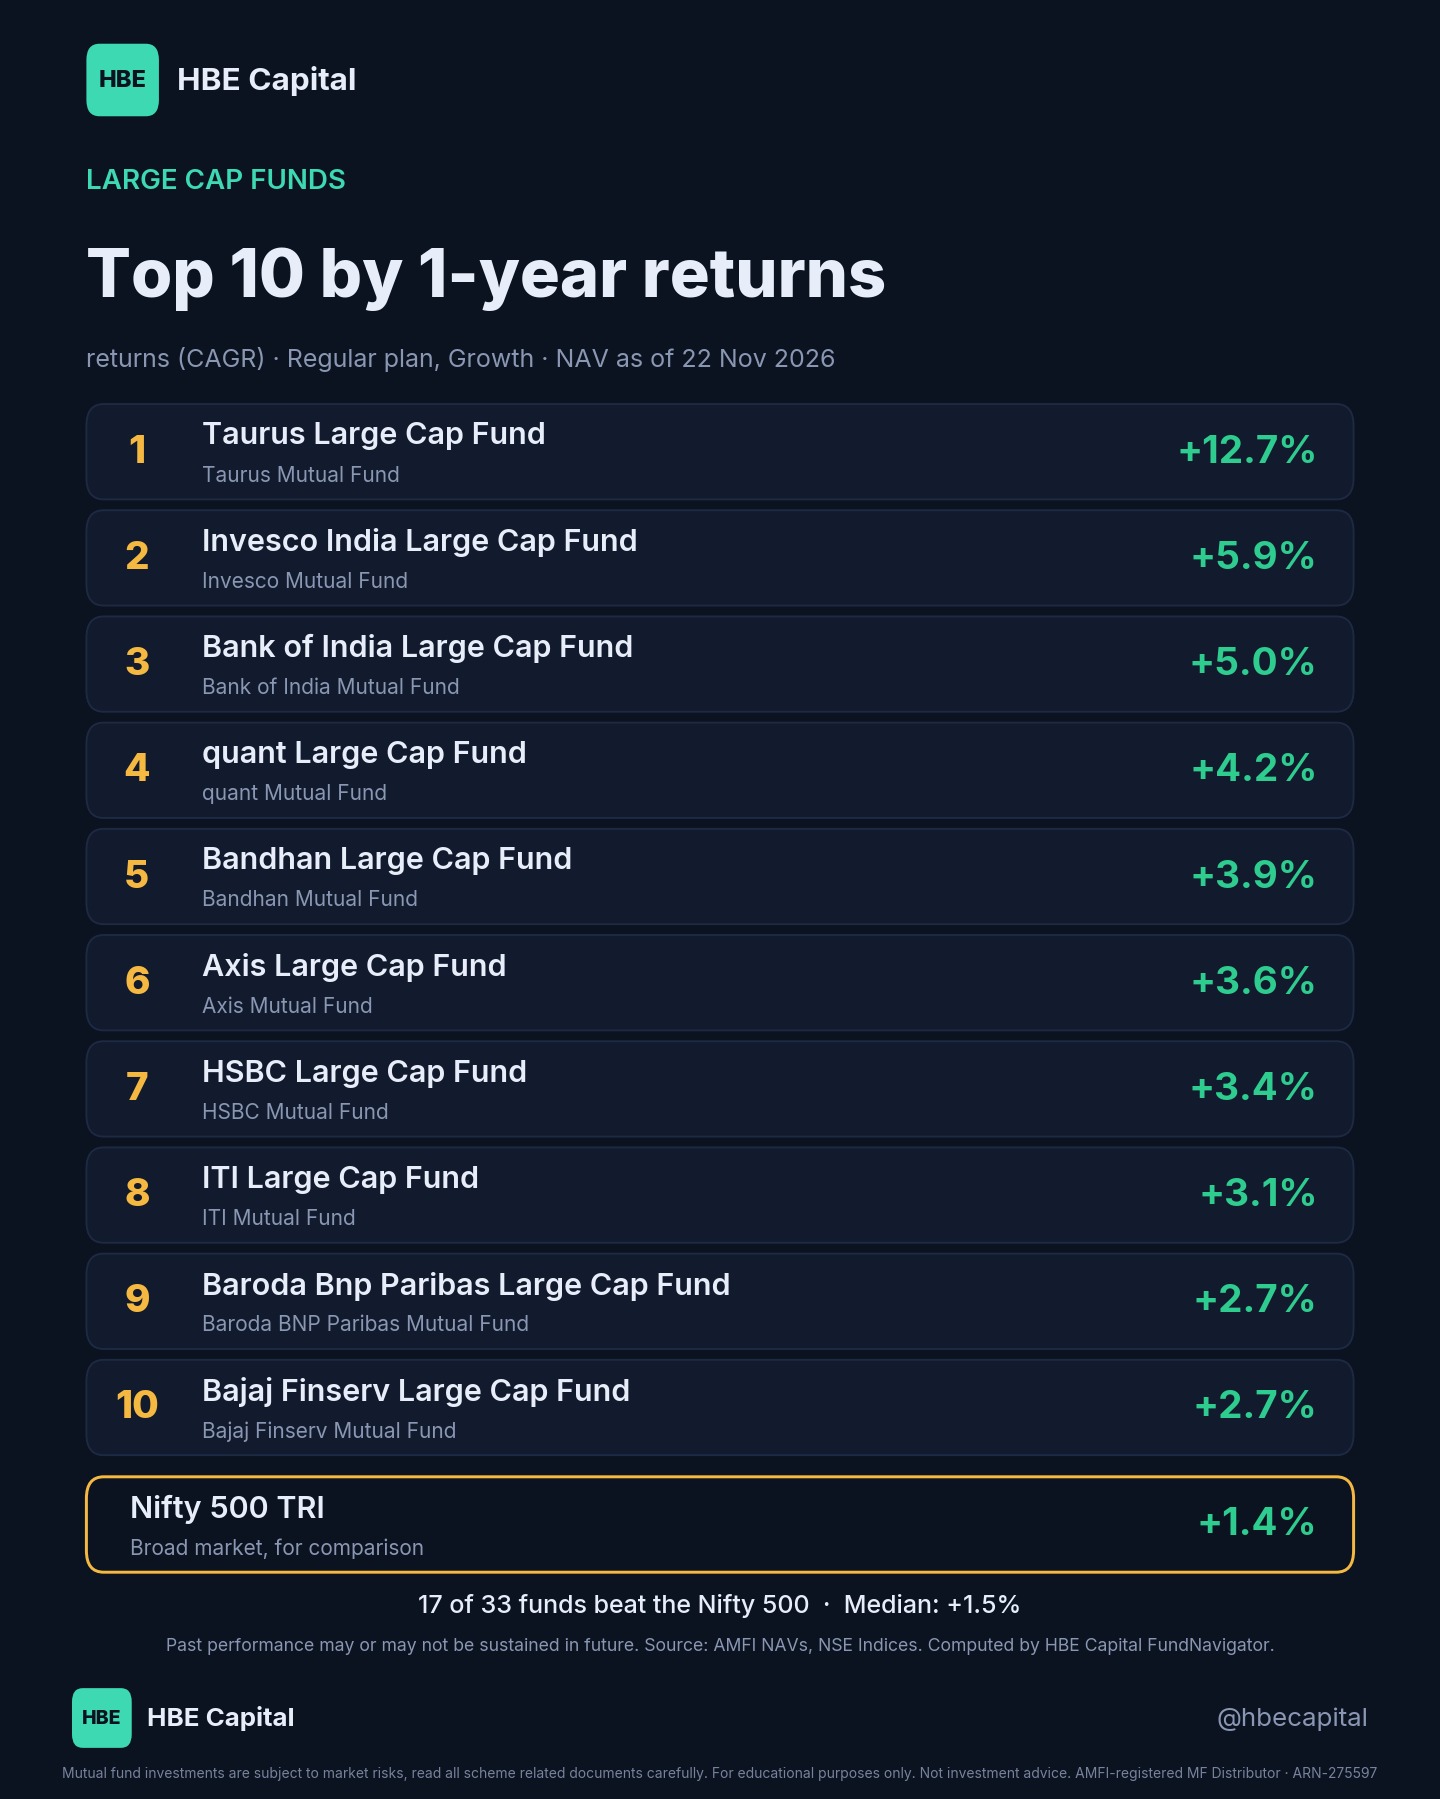 HBE HBE Capital
LARGE CAP FUNDS
Top 10 by 1-year returns
returns (CAGR) · Regular plan, Growth · NAV as of 22 Nov 2026
1 Taurus Large Cap Fund +12.7%
Taurus Mutual Fund
2 Invesco India Large Cap Fund +5.9%
Invesco Mutual Fund
3 Bank of India Large Cap Fund +5.0%
Bank of India Mutual Fund
4 quant Large Cap Fund +4.2%
quant Mutual Fund
5 Bandhan Large Cap Fund +3.9%
Bandhan Mutual Fund
6 Axis Large Cap Fund +3.6%
Axis Mutual Fund
7 HSBC Large Cap Fund +3.4%
HSBC Mutual Fund
8 ITI Large Cap Fund +3.1%
ITI Mutual Fund
9 Baroda Bnp Paribas Large Cap Fund +2.7%
Baroda BNP Paribas Mutual Fund
10 Bajaj Finserv Large Cap Fund +2.7%
Bajaj Finserv Mutual Fund
Nifty 500 TRI +1.4%
Broad market, for comparison
17 of 33 funds beat the Nifty 500 · Median: +1.5%
Past performance may or may not be sustained in future. Source: AMFI NAVs, NSE Indices. Computed by HBE Capital FundNavigator.
HBE HBE Capital @hbecapital
Mutual fund investments are subject to market risks, read all scheme related documents carefully. For educational purposes only. Not investment advice. AMFI-registered MF Distributor · ARN-275597